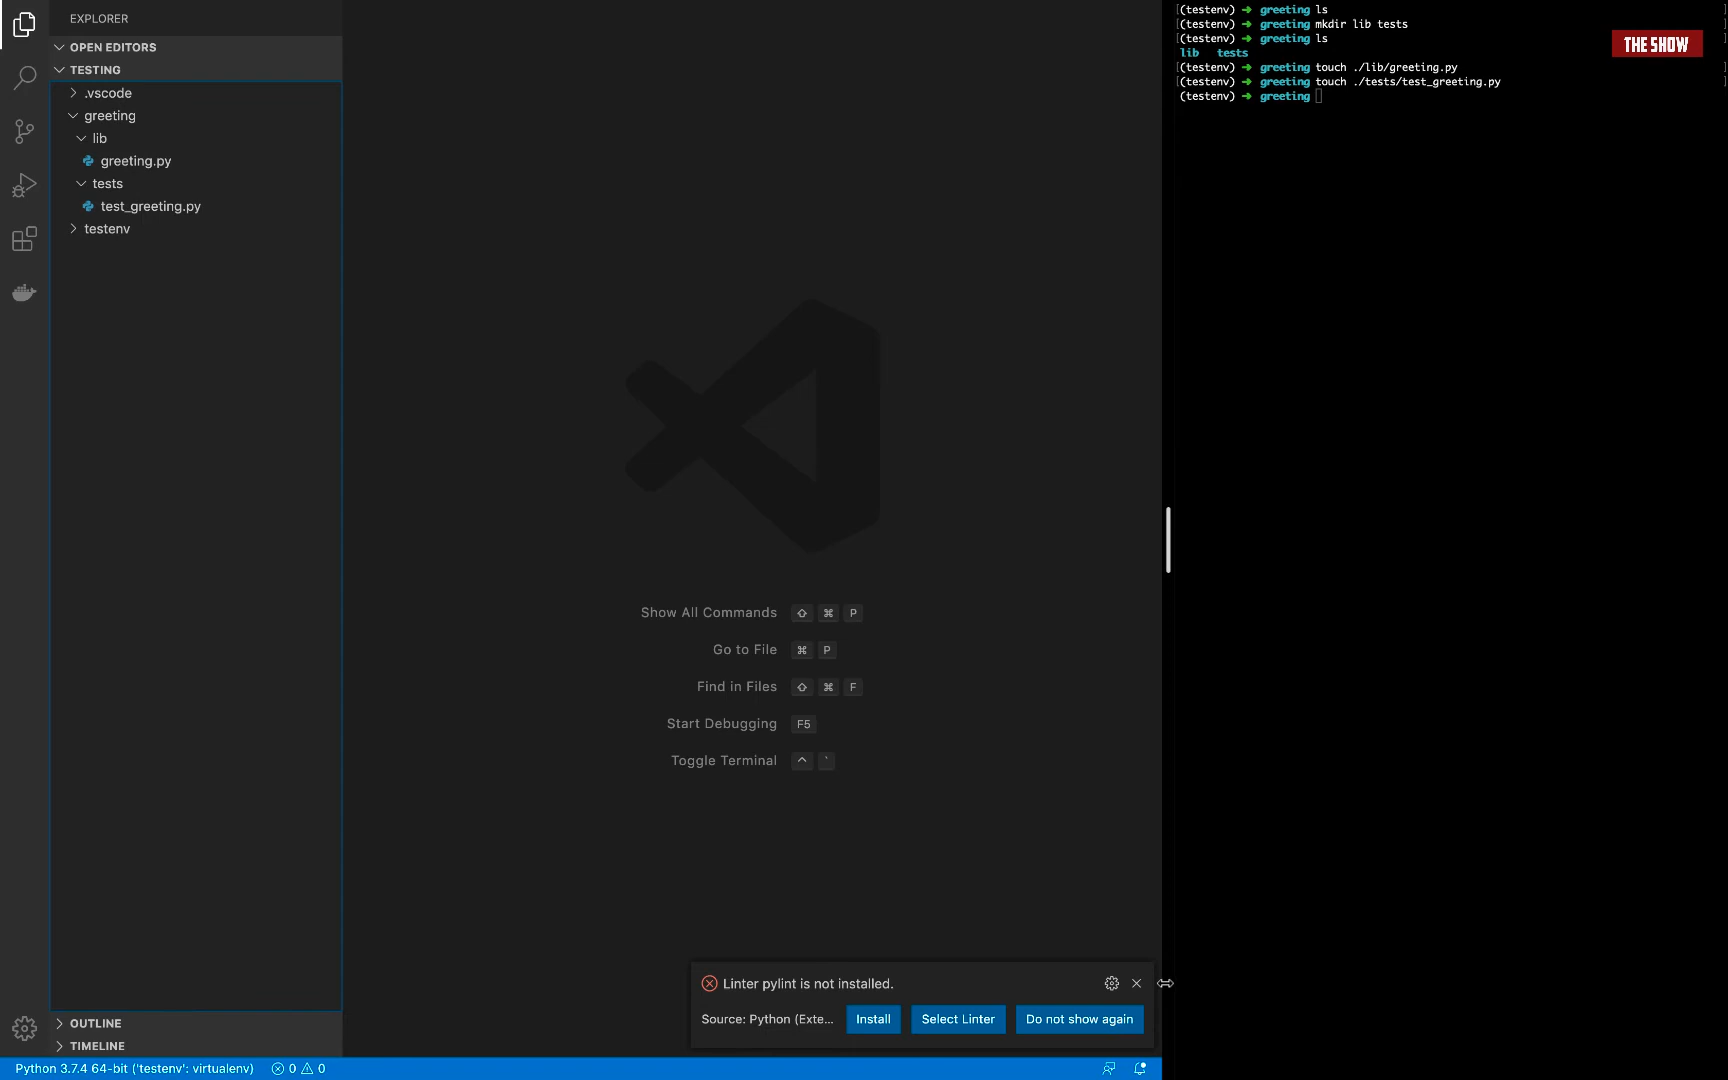 EXPLORER
OPEN EDITORS
TESTING
.vscode
greeting
lib
greeting.py
tests
test_greeting.py
testenv
OUTLINE
TIMELINE
Show All Commands ⇧ ⌘ P
Go to File ⌘ P
Find in Files ⇧ ⌘ F
Start Debugging F5
Toggle Terminal ^ `
Linter pylint is not installed.
Source: Python (Exte...
Install
Select Linter
Do not show again
Python 3.7.4 64-bit ('testenv': virtualenv) 0 0
[(testenv) ➜ greeting ls ]
[(testenv) ➜ greeting mkdir lib tests ]
[(testenv) ➜ greeting ls ]
lib tests
[(testenv) ➜ greeting touch ./lib/greeting.py ]
[(testenv) ➜ greeting touch ./tests/test_greeting.py ]
(testenv) ➜ greeting
THE SHOW